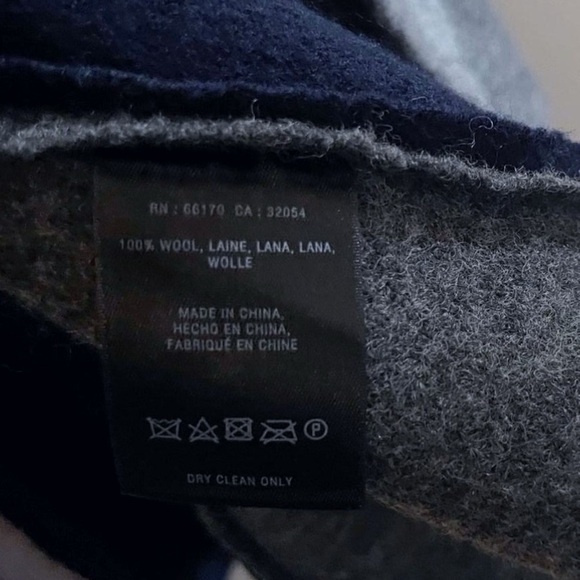 RN : 66170 CA : 32054
100% WOOL, LAINE, LANA, LANA,
WOLLE
MADE IN CHINA,
HECHO EN CHINA,
FABRIQUÉ EN CHINE
P
DRY CLEAN ONLY